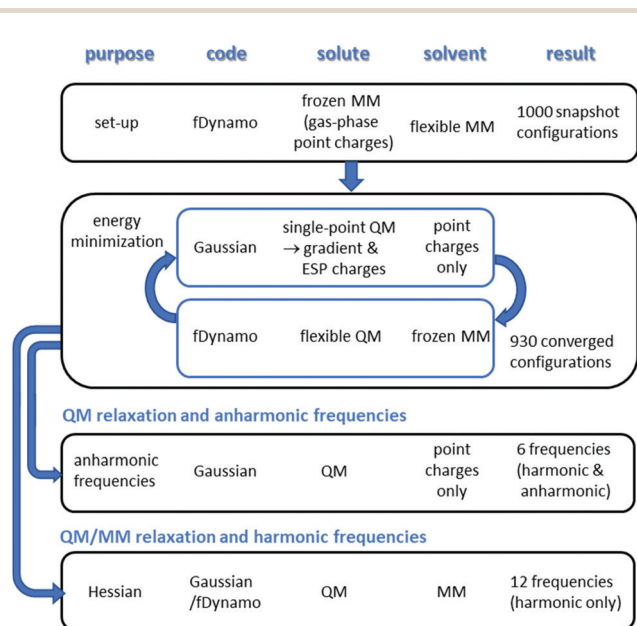 purpose code solute solvent result
set-up fDynamo frozen MM (gas-phase point charges) flexible MM 1000 snapshot configurations
energy minimization
Gaussian single-point QM → gradient & ESP charges point charges only
fDynamo flexible QM frozen MM
930 converged configurations
QM relaxation and anharmonic frequencies
anharmonic frequencies Gaussian QM point charges only 6 frequencies (harmonic & anharmonic)
QM/MM relaxation and harmonic frequencies
Hessian Gaussian /fDynamo QM MM 12 frequencies (harmonic only)